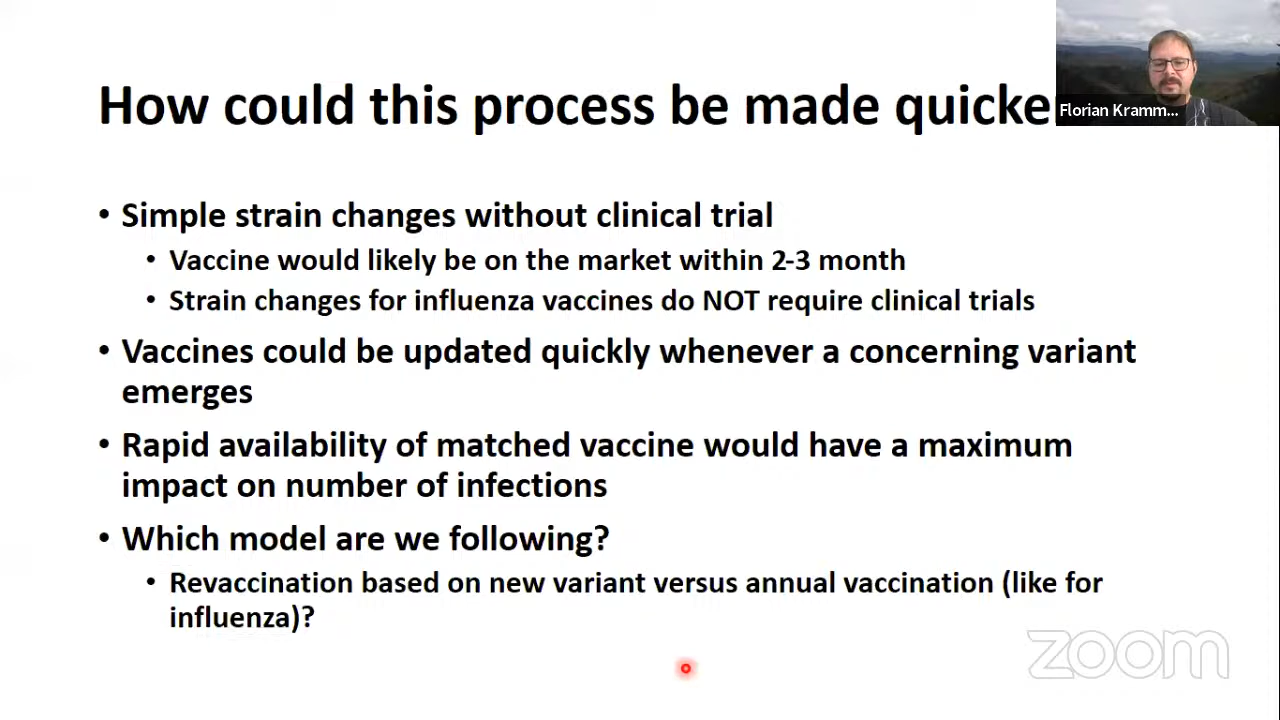 How could this process be made quicke
Florian Kramm...
• Simple strain changes without clinical trial
• Vaccine would likely be on the market within 2-3 month
• Strain changes for influenza vaccines do NOT require clinical trials
• Vaccines could be updated quickly whenever a concerning variant
emerges
• Rapid availability of matched vaccine would have a maximum
impact on number of infections
• Which model are we following?
• Revaccination based on new variant versus annual vaccination (like for
influenza)?
zoom